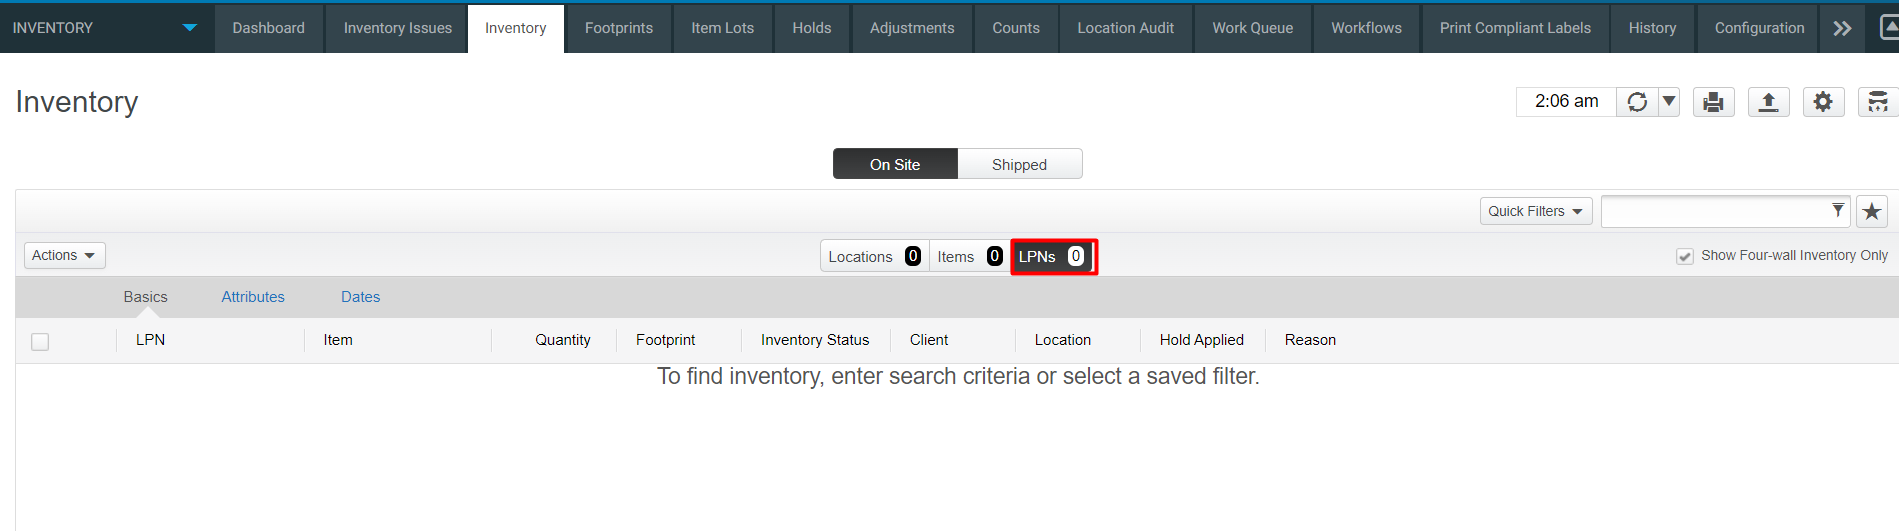 INVENTORY Dashboard Inventory Issues Inventory Footprints Item Lots Holds Adjustments Counts Location Audit Work Queue Workflows Print Compliant Labels History Configuration
Inventory
2:06 am
On Site Shipped
Quick Filters
Actions Locations 0 Items 0 LPNs 0 Show Four-wall Inventory Only
Basics Attributes Dates
LPN Item Quantity Footprint Inventory Status Client Location Hold Applied Reason
To find inventory, enter search criteria or select a saved filter.